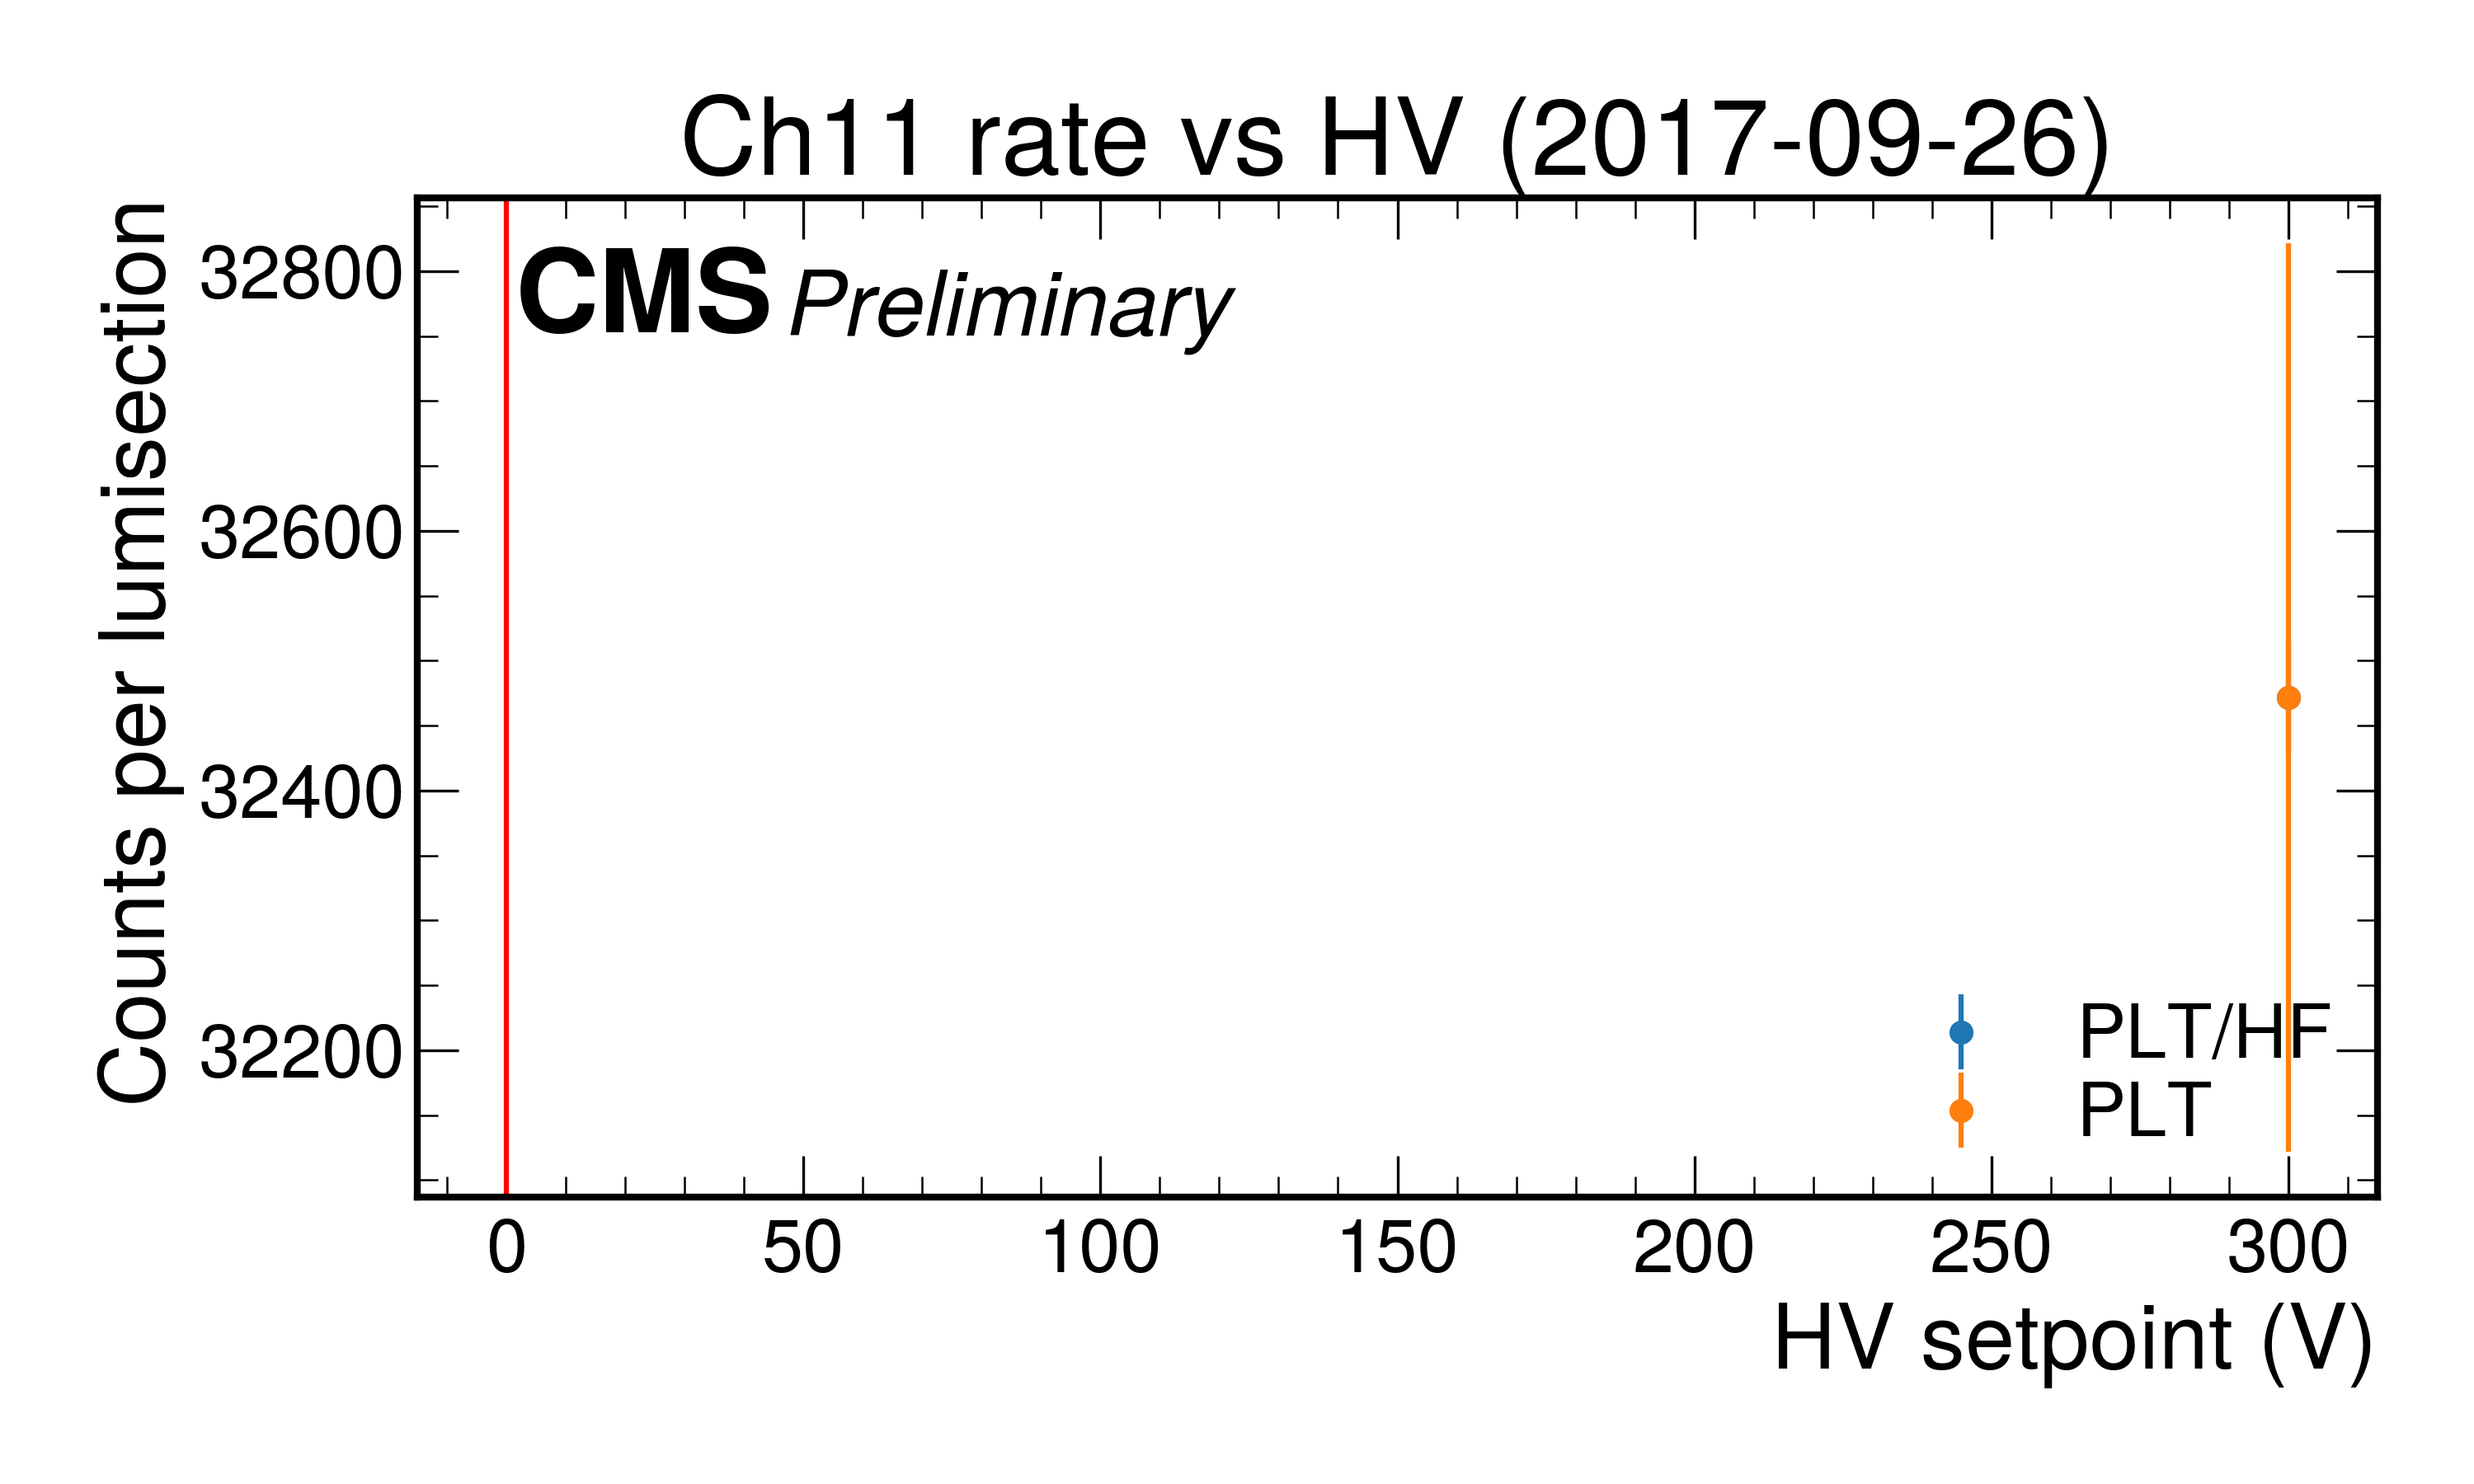 Ch11 rate vs HV (2017-09-26)
CMS Preliminary
Counts per lumisection
32800
32600
32400
32200
PLT/HF
PLT
0 50 100 150 200 250 300
HV setpoint (V)